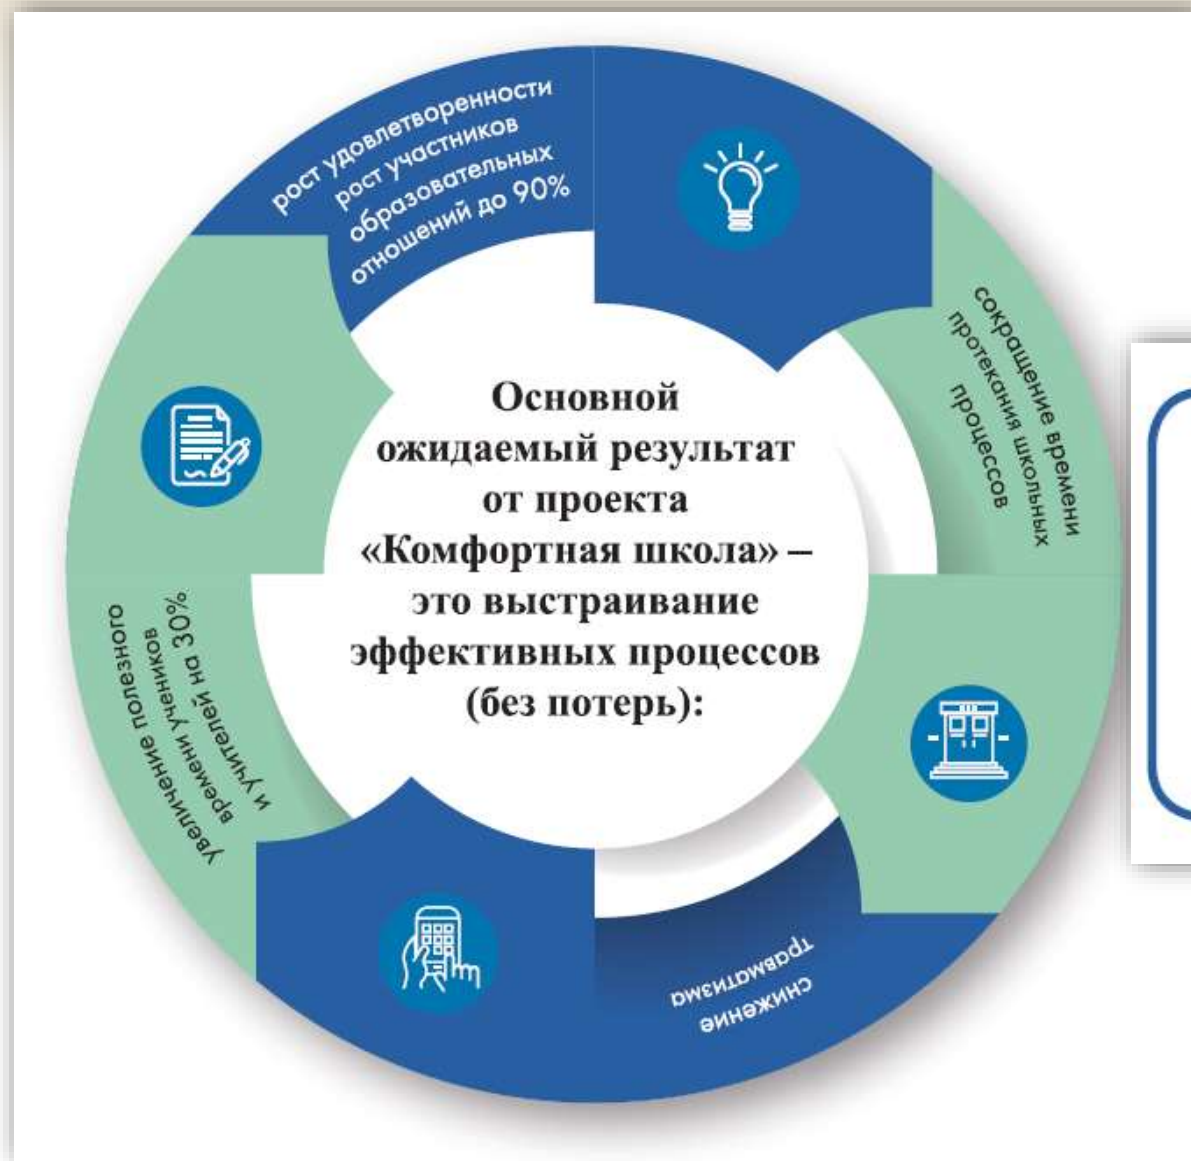 рост удовлетворенности
рост участников
образовательных
отношений до 90%
сокращение времени
протекания школьных
процессов
Основной
ожидаемый результат
от проекта
«Комфортная школа» –
это выстраивание
эффективных процессов
(без потерь):
увеличение полезного
времени учеников
и учителей на 30%
снижение
травматизма